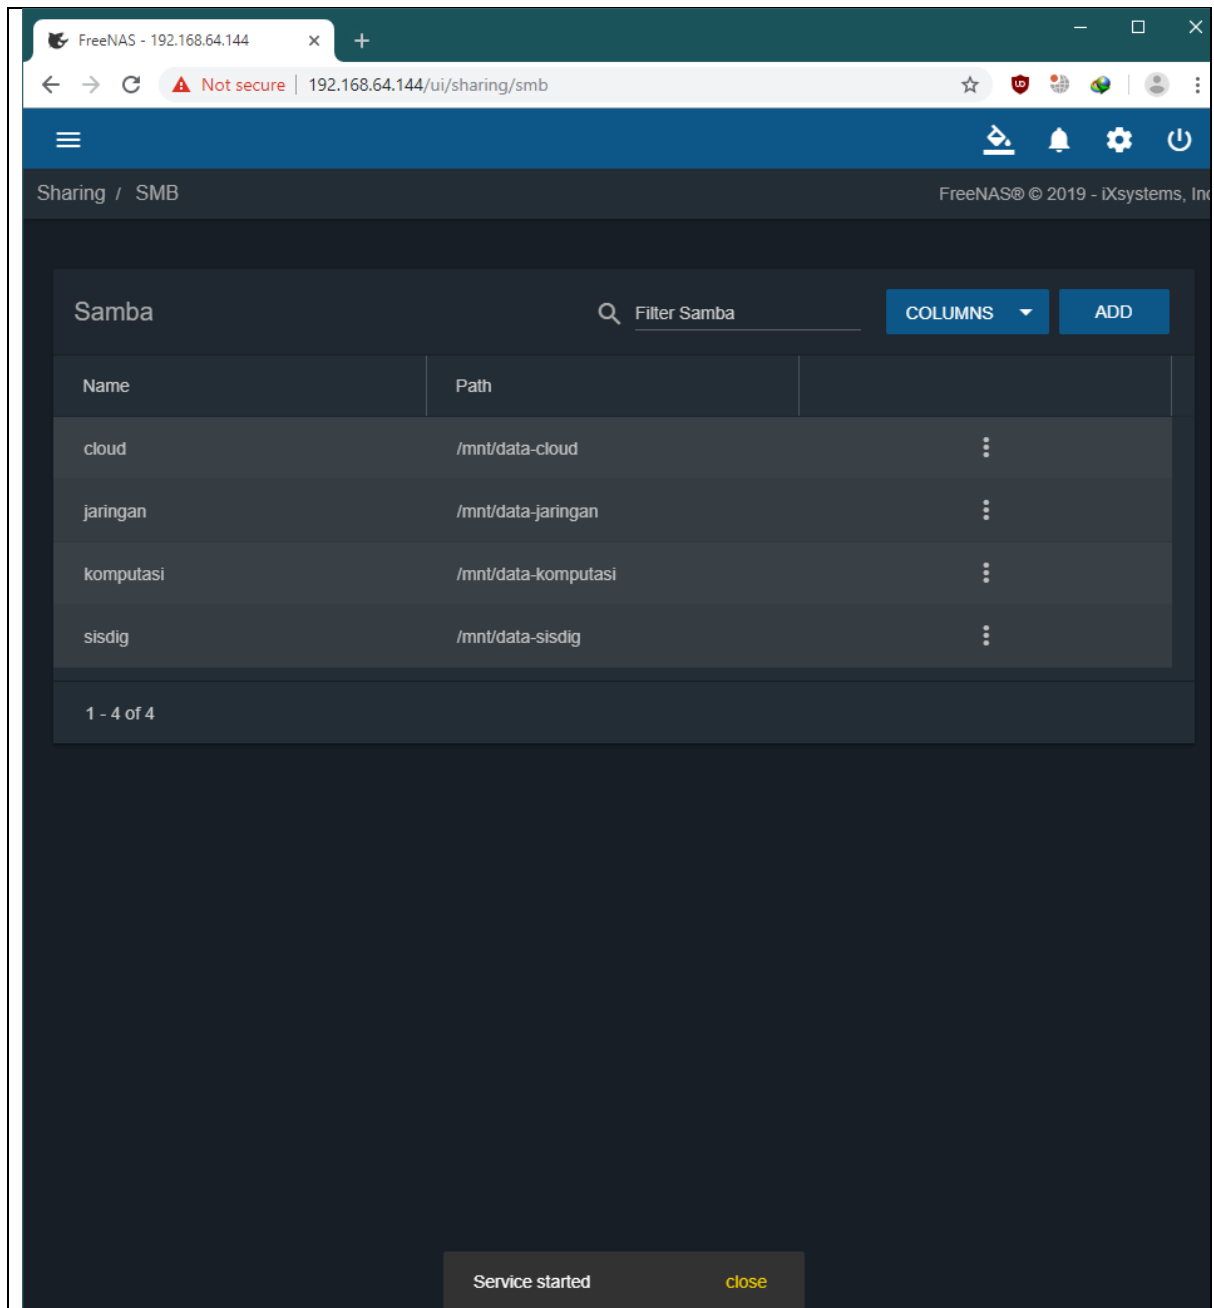 FreeNAS - 192.168.64.144
Not secure | 192.168.64.144/ui/sharing/smb
Sharing / SMB
FreeNAS® © 2019 - iXsystems, Inc
Samba
Filter Samba
COLUMNS
ADD
Name Path
cloud /mnt/data-cloud
jaringan /mnt/data-jaringan
komputasi /mnt/data-komputasi
sisdig /mnt/data-sisdig
1 - 4 of 4
Service started close